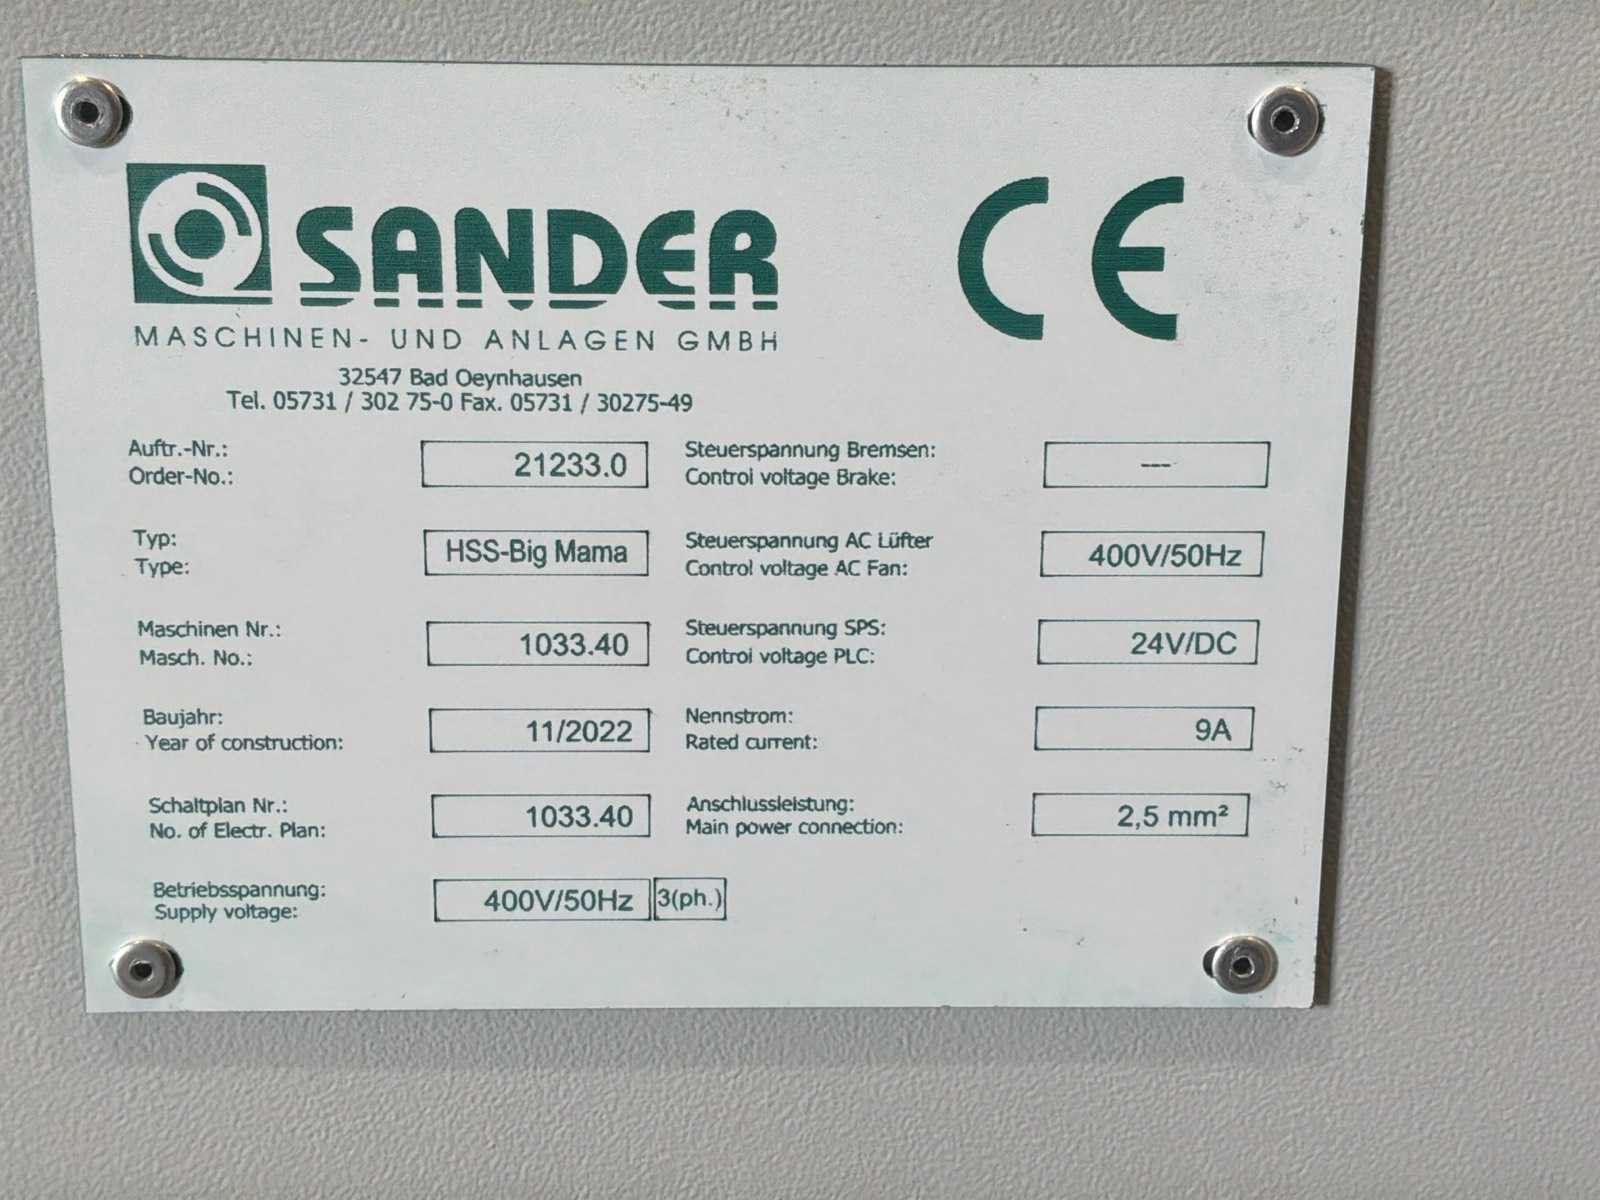 SANDER
MASCHINEN- UND ANLAGEN GMBH
CE
32547 Bad Oeynhausen
Tel. 05731 / 302 75-0 Fax. 05731 / 30275-49
Auftr.-Nr.:
Order-No.:
21233.0
Steuerspannung Bremsen:
Control voltage Brake:
---
Typ:
Type:
HSS-Big Mama
Steuerspannung AC Lüfter
Control voltage AC Fan:
400V/50Hz
Maschinen Nr.:
Masch. No.:
1033.40
Steuerspannung SPS:
Control voltage PLC:
24V/DC
Baujahr:
Year of construction:
11/2022
Nennstrom:
Rated current:
9A
Schaltplan Nr.:
No. of Electr. Plan:
1033.40
Anschlussleistung:
Main power connection:
2,5 mm²
Betriebsspannung:
Supply voltage:
400V/50Hz 3(ph.)